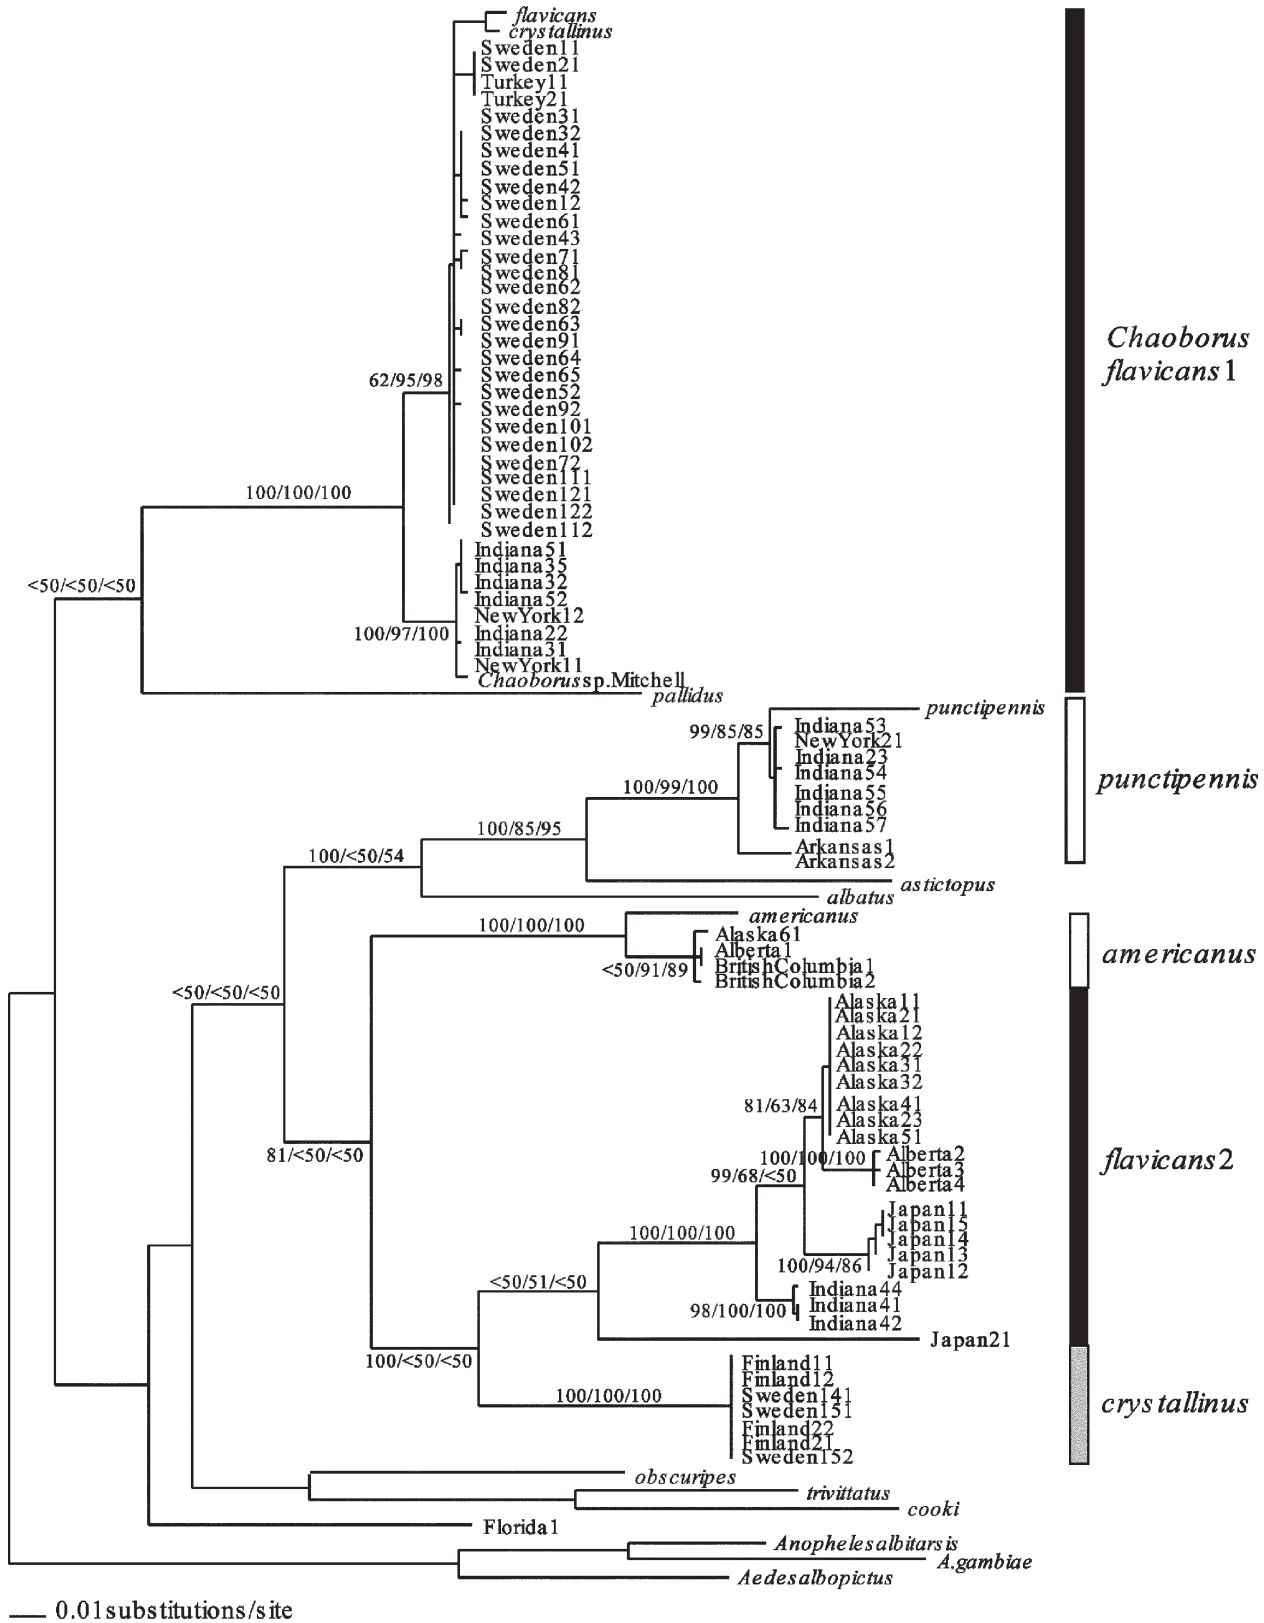 flavicans
crystallinus
Sweden11
Sweden21
Turkey11
Turkey21
Sweden31
Sweden32
Sweden41
Sweden51
Sweden42
Sweden12
Sweden61
Sweden43
Sweden71
Sweden81
Sweden62
Sweden82
Sweden63
Sweden91
Sweden64
Sweden65
Sweden52
Sweden92
Sweden101
Sweden102
Sweden72
Sweden111
Sweden121
Sweden122
Sweden112
62/95/98
Chaoborus
flavicans1
100/100/100
Indiana51
Indiana35
Indiana32
Indiana52
NewYork12
Indiana22
Indiana31
NewYork11
Chaoborus sp.Mitchell
<50/<50/<50
100/97/100
pallidus
punctipennis
99/85/85
Indiana53
NewYork21
Indiana23
Indiana54
Indiana55
Indiana56
Indiana57
punctipennis
100/99/100
100/85/95
Arkansas1
Arkansas2
100/<50/54
astictopus
albatus
americanus
100/100/100
Alaska61
Alberta1
BritishColumbia1
BritishColumbia2
<50/91/89
americanus
<50/<50/<50
Alaska11
Alaska21
Alaska12
Alaska22
Alaska31
Alaska32
Alaska41
Alaska23
Alaska51
81/63/84
81/<50/<50
100/100/100
Alberta2
Alberta3
Alberta4
flavicans2
99/68/<50
Japan11
Japan15
Japan14
Japan13
Japan12
100/100/100
100/94/86
<50/51/<50
Indiana44
Indiana41
Indiana42
98/100/100
Japan21
100/<50/<50
Finland11
Finland12
Sweden141
Sweden151
Finland22
Finland21
Sweden152
100/100/100
crystallinus
obscuripes
trivittatus
cooki
Florida1
Anopheles albitarsis
A.gambiae
Aedes albopictus
0.01substitutions/site